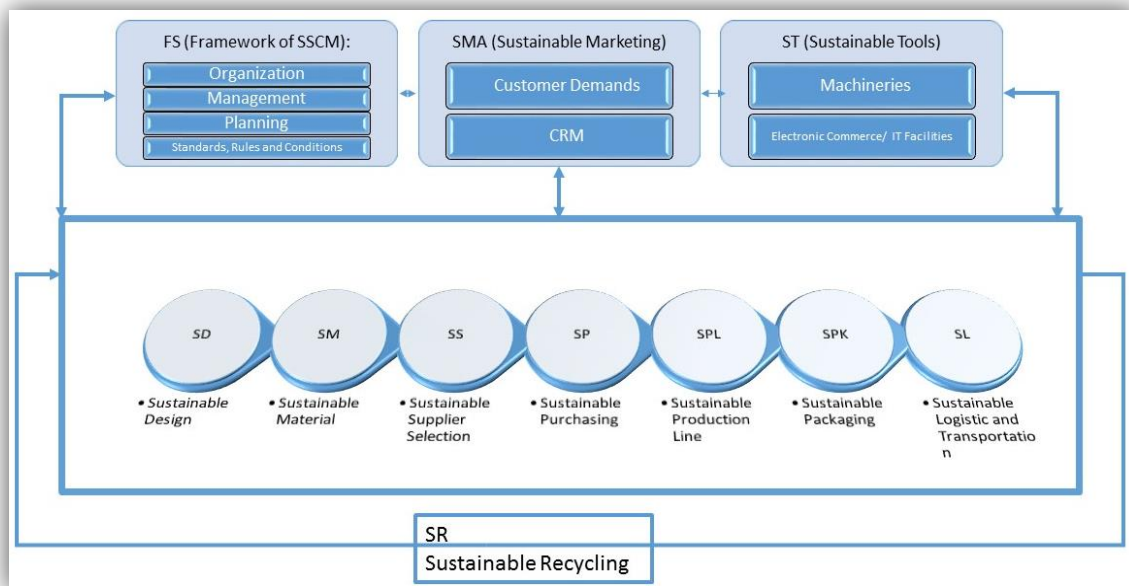 FS (Framework of SSCM):
Organization
Management
Planning
Standards, Rules and Conditions
SMA (Sustainable Marketing)
Customer Demands
CRM
ST (Sustainable Tools)
Machineries
Electronic Commerce/ IT Facilities
SD
• Sustainable
Design
SM
• Sustainable
Material
SS
• Sustainable
Supplier
Selection
SP
• Sustainable
Purchasing
SPL
• Sustainable
Production
Line
SPK
• Sustainable
Packaging
SL
• Sustainable
Logistic and
Transportatio
n
SR
Sustainable Recycling